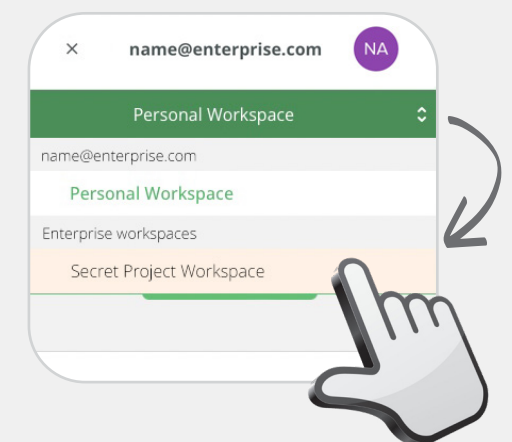 × name@enterprise.com NA
Personal Workspace
name@enterprise.com
Personal Workspace
Enterprise workspaces
Secret Project Workspace